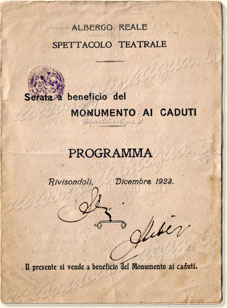 ALBERGO REALE
SPETTACOLO TEATRALE
Serata a beneficio del
MONUMENTO AI CADUTI
PROGRAMMA
Rivisondoli, Dicembre 1923.
Il presente si vende a beneficio del Monumento ai caduti.